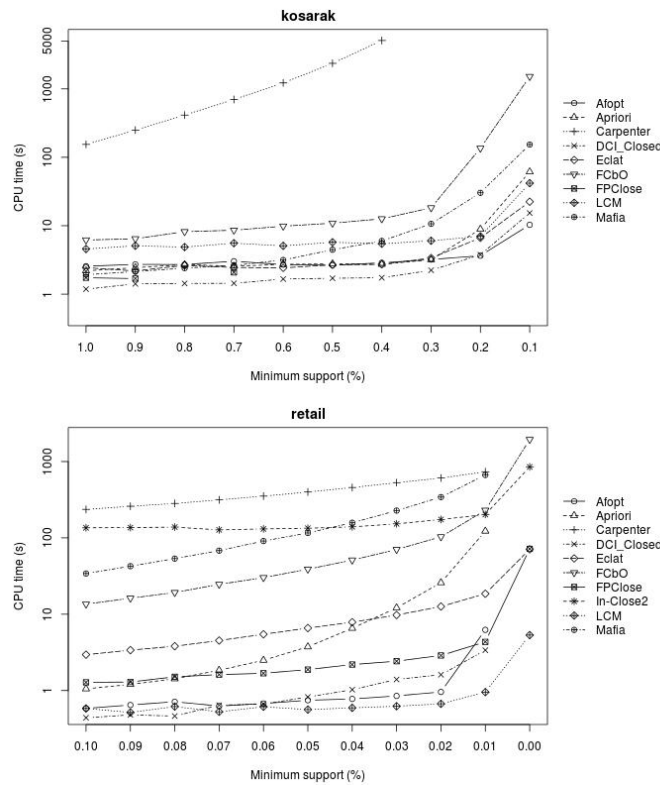 kosarak
5000
1000
100
10
1
CPU time (s)
1.0 0.9 0.8 0.7 0.6 0.5 0.4 0.3 0.2 0.1
Minimum support (%)
Afopt
Apriori
Carpenter
DCI_Closed
Eclat
FCbO
FPClose
LCM
Mafia
retail
1000
100
10
1
CPU time (s)
0.10 0.09 0.08 0.07 0.06 0.05 0.04 0.03 0.02 0.01 0.00
Minimum support (%)
Afopt
Apriori
Carpenter
DCI_Closed
Eclat
FCbO
FPClose
In-Close2
LCM
Mafia